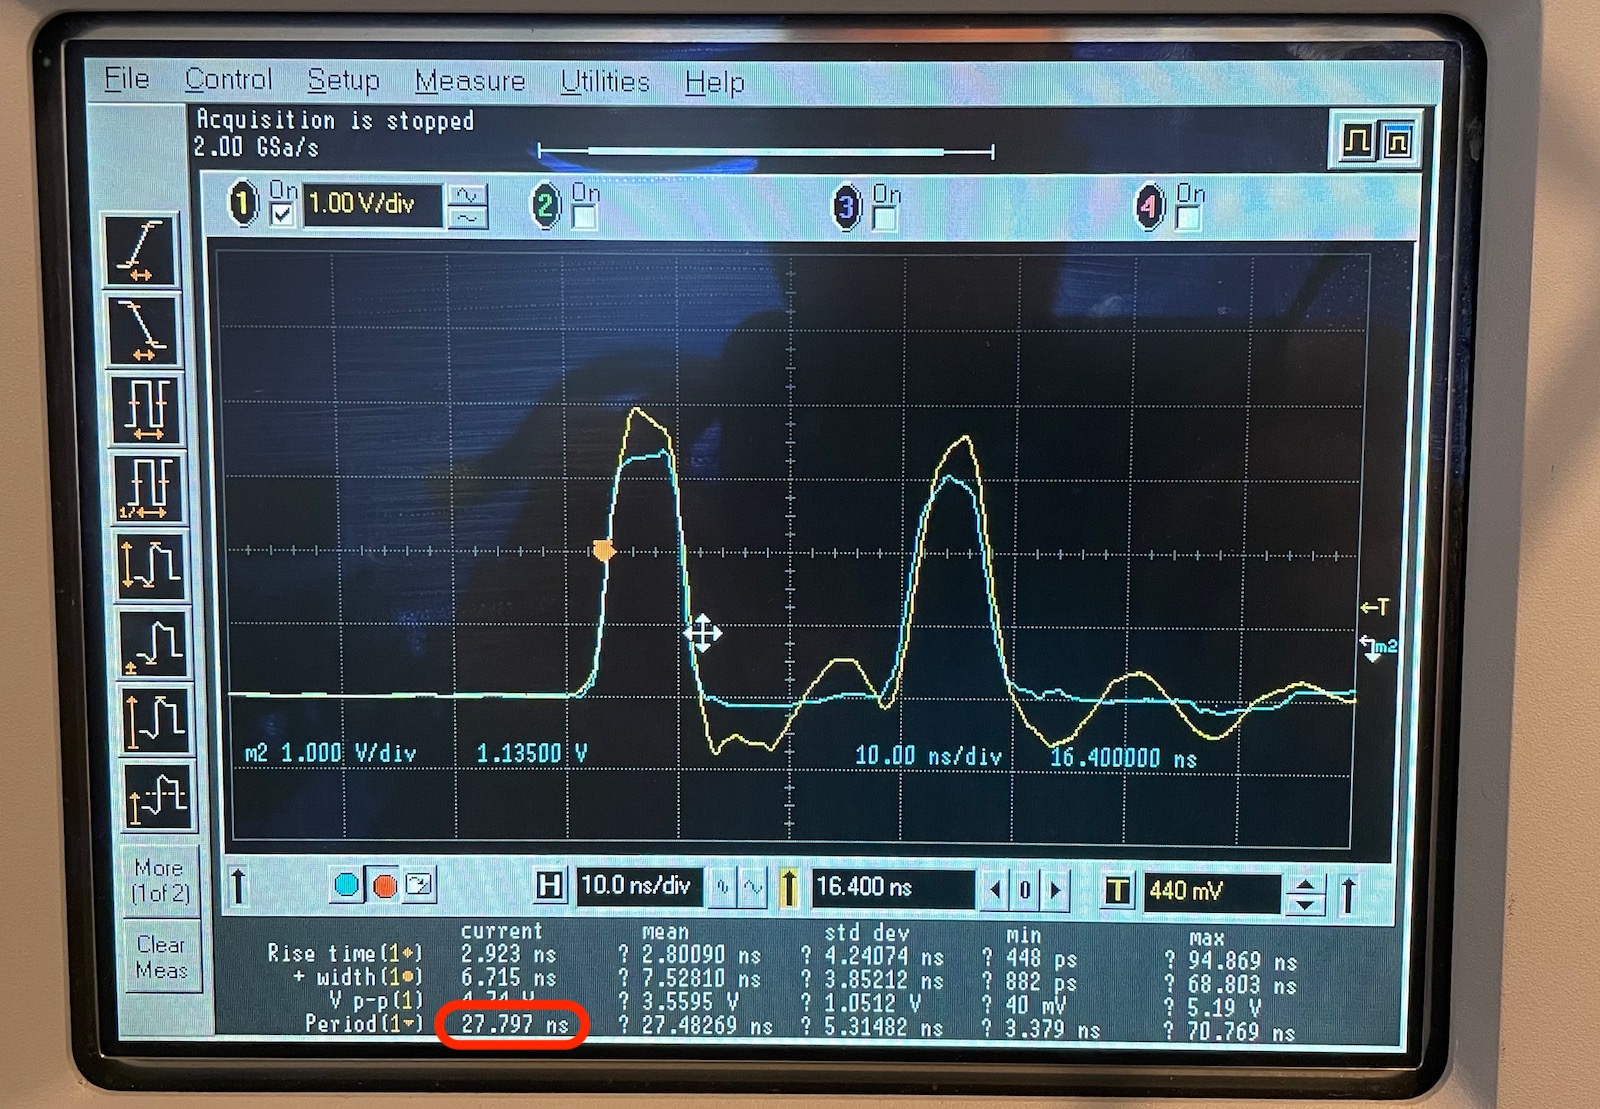 File Control Setup Measure Utilities Help
Acquisition is stopped
2.00 GSa/s
1 On 1.00 V/div 2 On 3 On 4 On
←T
m2
m2 1.000 V/div 1.13500 V 10.00 ns/div 16.400000 ns
More
(1of 2)
H 10.0 ns/div 16.400 ns 0 T 440 mV
Clear
Meas
current mean std dev min max
Rise time(1) 2.923 ns ? 2.80090 ns ? 4.24074 ns ? 448 ps ? 94.869 ns
+ width(1) 6.715 ns ? 7.52810 ns ? 3.85212 ns ? 882 ps ? 68.803 ns
V p-p(1) 4.74 V ? 3.5595 V ? 1.0512 V ? 40 mV ? 5.19 V
Period(1) 27.797 ns ? 27.48269 ns ? 5.31482 ns ? 3.379 ns ? 70.769 ns